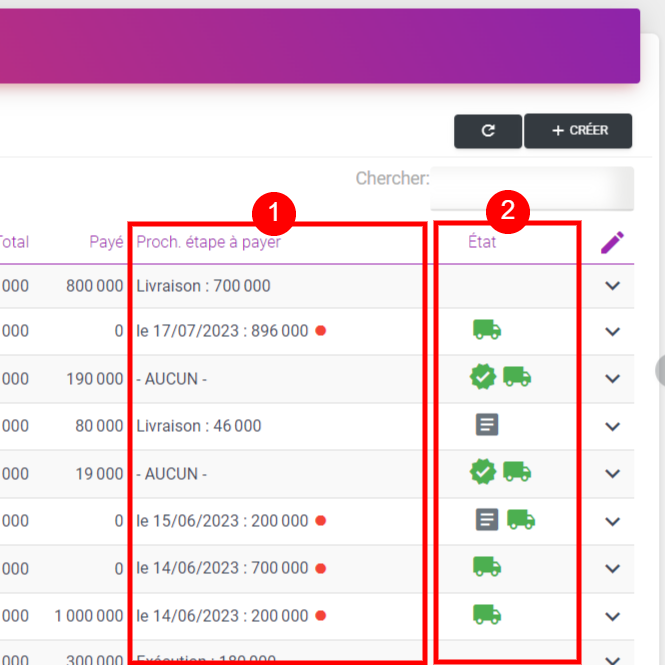 + CRÉER
Chercher:
1 2
Total Payé Proch. étape à payer État
000 800 000 Livraison : 700 000
000 0 le 17/07/2023 : 896 000
000 190 000 - AUCUN -
000 80 000 Livraison : 46 000
000 19 000 - AUCUN -
000 0 le 15/06/2023 : 200 000
000 0 le 14/06/2023 : 700 000
000 1 000 000 le 14/06/2023 : 200 000
000 300 000 Exécution : 180 000